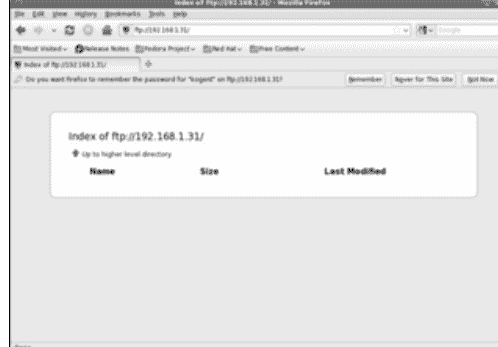 Index of ftp://192.168.1.31/ - Mozilla Firefox
File Edit View History Bookmarks Tools Help
ftp://192.168.1.31/
Google
Most Visited Release Notes Fedora Project Red Hat Free Content
Index of ftp://192.168.1.31/
Do you want Firefox to remember the password for "kogent" on ftp://192.168.1.31? Remember Never for This Site Not Now
Index of ftp://192.168.1.31/
Up to higher level directory
Name Size Last Modified